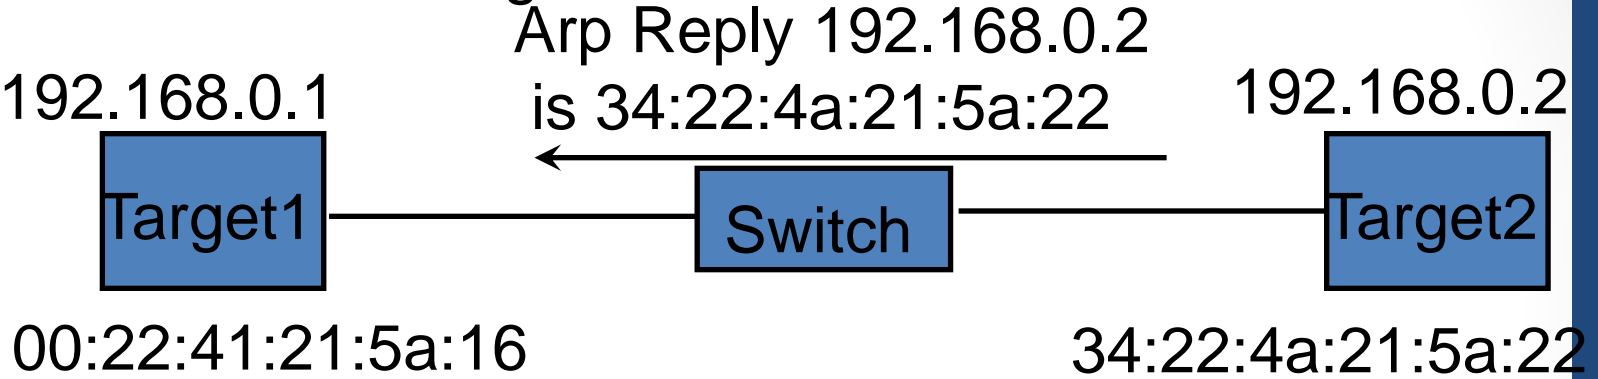 Arp Reply 192.168.0.2
192.168.0.1
is 34:22:4a:21:5a:22
192.168.0.2
Target1
Switch
Target2
00:22:41:21:5a:16
34:22:4a:21:5a:22